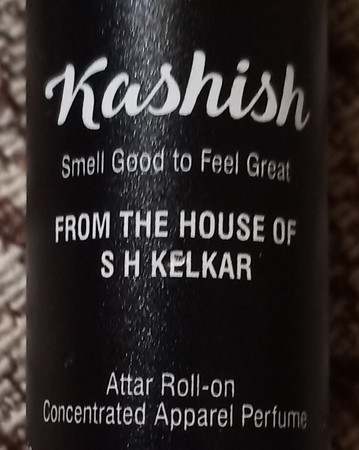 Kashish
Smell Good to Feel Great
FROM THE HOUSE OF
S H KELKAR
Attar Roll-on
Concentrated Apparel Perfume